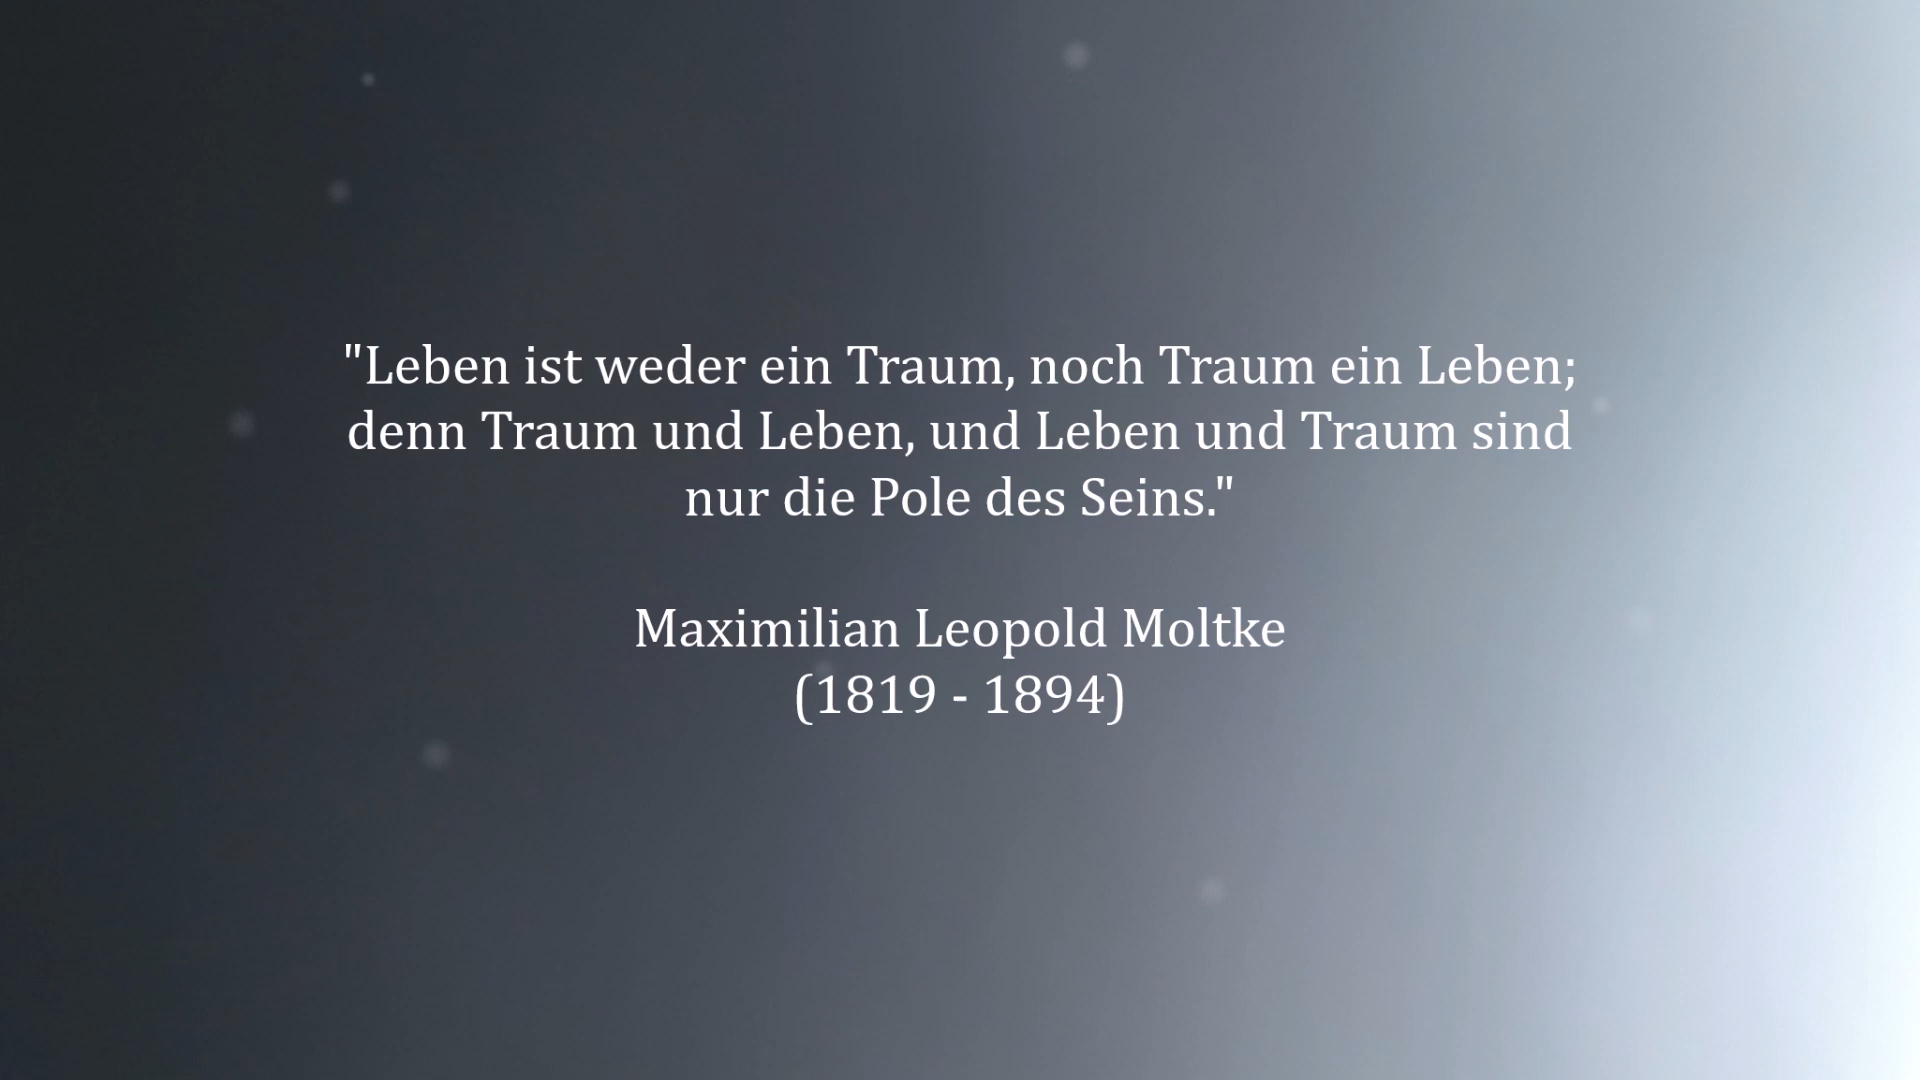 "Leben ist weder ein Traum, noch Traum ein Leben;
denn Traum und Leben, und Leben und Traum sind
nur die Pole des Seins."
Maximilian Leopold Moltke
(1819 - 1894)